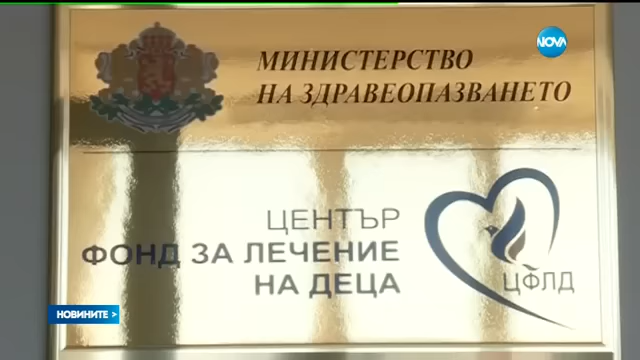 NOVA
МИНИСТЕРСТВО
НА ЗДРАВЕОПАЗВАНЕТО
ЦЕНТЪР
ФОНД ЗА ЛЕЧЕНИЕ
НА ДЕЦА
ЦФЛД
НОВИНИТЕ >